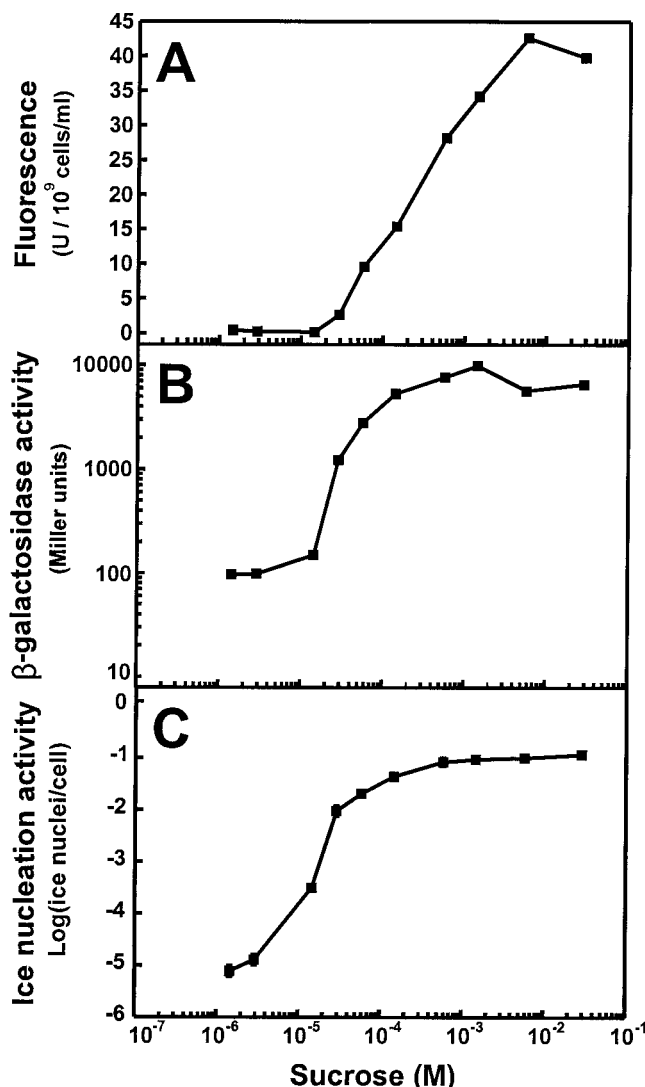 A
Fluorescence
(U / 10⁹ cells/ml)
45
40
35
30
25
20
15
10
5
0
B
β-galactosidase activity
(Miller units)
10000
1000
100
10
C
Ice nucleation activity
Log(ice nuclei/cell)
0
-1
-2
-3
-4
-5
-6
10⁻⁷ 10⁻⁶ 10⁻⁵ 10⁻⁴ 10⁻³ 10⁻² 10⁻¹
Sucrose (M)